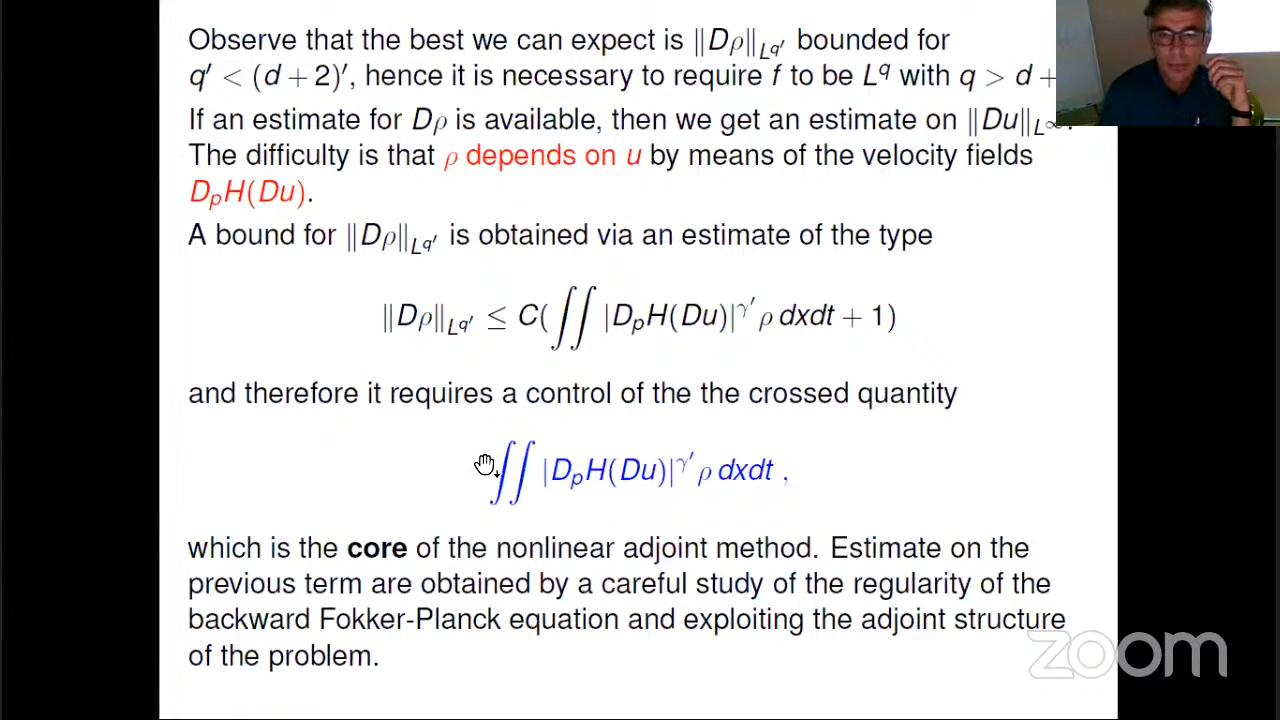 Observe that the best we can expect is ‖Dρ‖_{L^{q′}} bounded for
q′ < (d + 2)′, hence it is necessary to require f to be L^q with q > d +
If an estimate for Dρ is available, then we get an estimate on ‖Du‖_{L^∞}.
The difficulty is that ρ depends on u by means of the velocity fields
D_pH(Du).
A bound for ‖Dρ‖_{L^{q′}} is obtained via an estimate of the type
‖Dρ‖_{L^{q′}} ≤ C(∬ |D_pH(Du)|^{γ′} ρ dxdt + 1)
and therefore it requires a control of the the crossed quantity
∬ |D_pH(Du)|^{γ′} ρ dxdt ,
which is the core of the nonlinear adjoint method. Estimate on the
previous term are obtained by a careful study of the regularity of the
backward Fokker-Planck equation and exploiting the adjoint structure
of the problem.
zoom